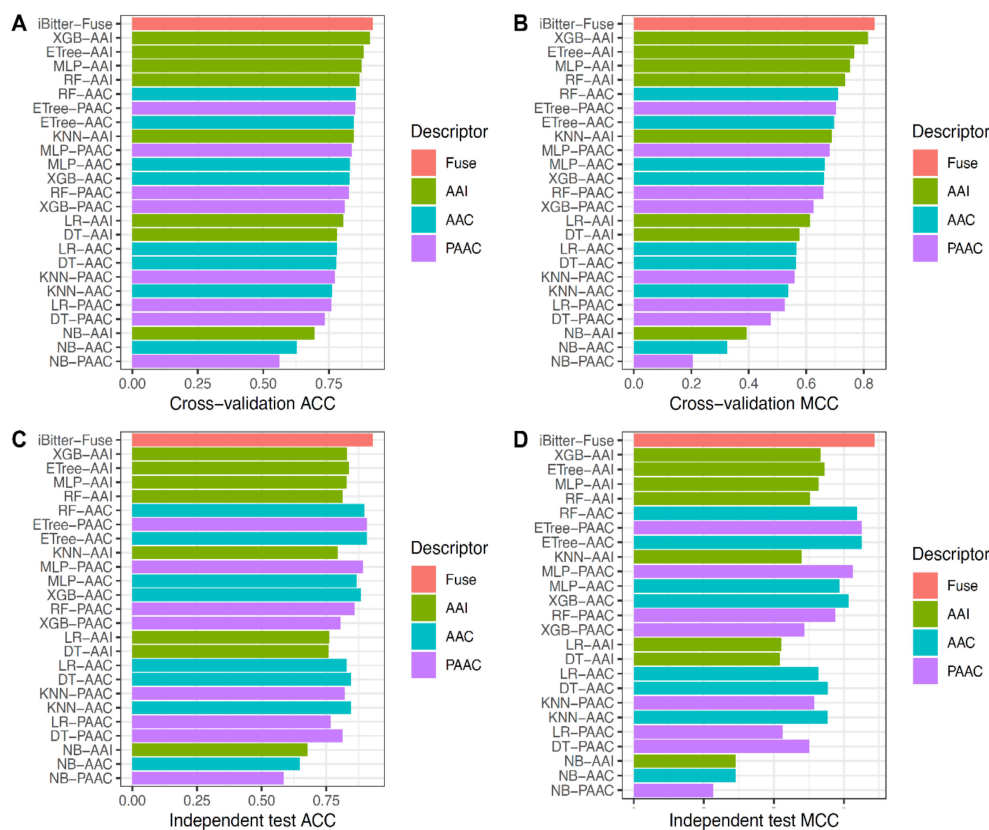 A
iBitter-Fuse
XGB-AAI
ETree-AAI
MLP-AAI
RF-AAI
RF-AAC
ETree-PAAC
ETree-AAC
KNN-AAI
MLP-PAAC
MLP-AAC
XGB-AAC
RF-PAAC
XGB-PAAC
LR-AAI
DT-AAI
LR-AAC
DT-AAC
KNN-PAAC
KNN-AAC
LR-PAAC
DT-PAAC
NB-AAI
NB-AAC
NB-PAAC
0.00 0.25 0.50 0.75
Cross-validation ACC
Descriptor
Fuse
AAI
AAC
PAAC
B
iBitter-Fuse
XGB-AAI
ETree-AAI
MLP-AAI
RF-AAI
RF-AAC
ETree-PAAC
ETree-AAC
KNN-AAI
MLP-PAAC
MLP-AAC
XGB-AAC
RF-PAAC
XGB-PAAC
LR-AAI
DT-AAI
LR-AAC
DT-AAC
KNN-PAAC
KNN-AAC
LR-PAAC
DT-PAAC
NB-AAI
NB-AAC
NB-PAAC
0.0 0.2 0.4 0.6 0.8
Cross-validation MCC
Descriptor
Fuse
AAI
AAC
PAAC
C
iBitter-Fuse
XGB-AAI
ETree-AAI
MLP-AAI
RF-AAI
RF-AAC
ETree-PAAC
ETree-AAC
KNN-AAI
MLP-PAAC
MLP-AAC
XGB-AAC
RF-PAAC
XGB-PAAC
LR-AAI
DT-AAI
LR-AAC
DT-AAC
KNN-PAAC
KNN-AAC
LR-PAAC
DT-PAAC
NB-AAI
NB-AAC
NB-PAAC
0.00 0.25 0.50 0.75
Independent test ACC
Descriptor
Fuse
AAI
AAC
PAAC
D
iBitter-Fuse
XGB-AAI
ETree-AAI
MLP-AAI
RF-AAI
RF-AAC
ETree-PAAC
ETree-AAC
KNN-AAI
MLP-PAAC
MLP-AAC
XGB-AAC
RF-PAAC
XGB-PAAC
LR-AAI
DT-AAI
LR-AAC
DT-AAC
KNN-PAAC
KNN-AAC
LR-PAAC
DT-PAAC
NB-AAI
NB-AAC
NB-PAAC
Independent test MCC
Descriptor
Fuse
AAI
AAC
PAAC